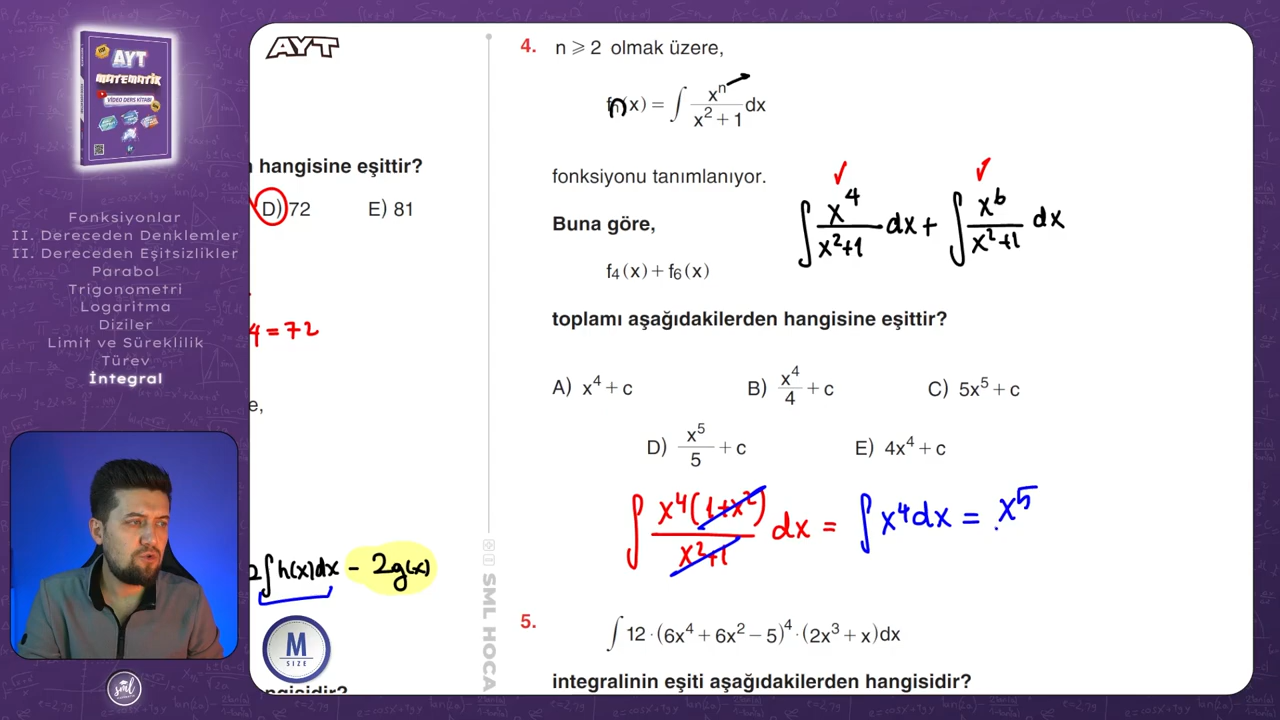 AYT
MATEMATİK
VİDEO DERS KİTABI
Fonksiyonlar
II. Dereceden Denklemler
II. Dereceden Eşitsizlikler
Parabol
Trigonometri
Logaritma
Diziler
Limit ve Süreklilik
Türev
İntegral
sml
AYT
hangisine eşittir?
D) 72 E) 81
4 = 72
e,
2∫h(x)dx - 2g(x)
M
SIZE
SML HOCA
4. n ⩾ 2 olmak üzere,
fn(x) = ∫ xⁿ/(x² + 1) dx
fonksiyonu tanımlanıyor.
∫ x⁴/(x²+1) dx + ∫ x⁶/(x²+1) dx
Buna göre,
f₄(x) + f₆(x)
toplamı aşağıdakilerden hangisine eşittir?
A) x⁴ + c B) x⁴/4 + c C) 5x⁵ + c
D) x⁵/5 + c E) 4x⁴ + c
∫ x⁴(1+x²)/(x²+1) dx = ∫x⁴dx = x⁵
5. ∫ 12 · (6x⁴ + 6x² − 5)⁴ · (2x³ + x)dx
integralinin eşiti aşağıdakilerden hangisidir?